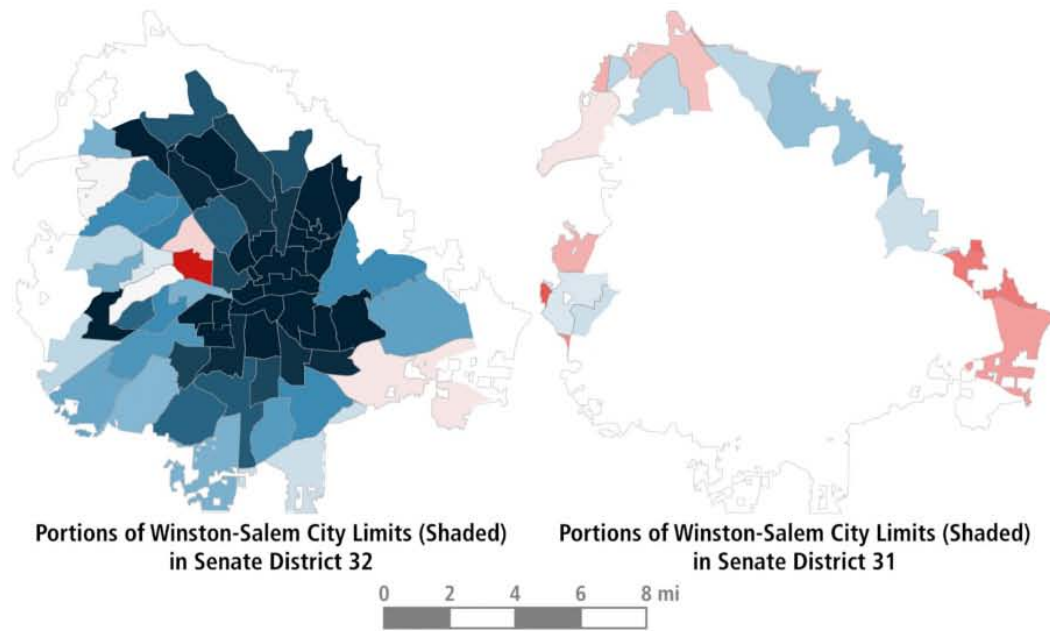 Portions of Winston-Salem City Limits (Shaded)
in Senate District 32
Portions of Winston-Salem City Limits (Shaded)
in Senate District 31
0 2 4 6 8 mi